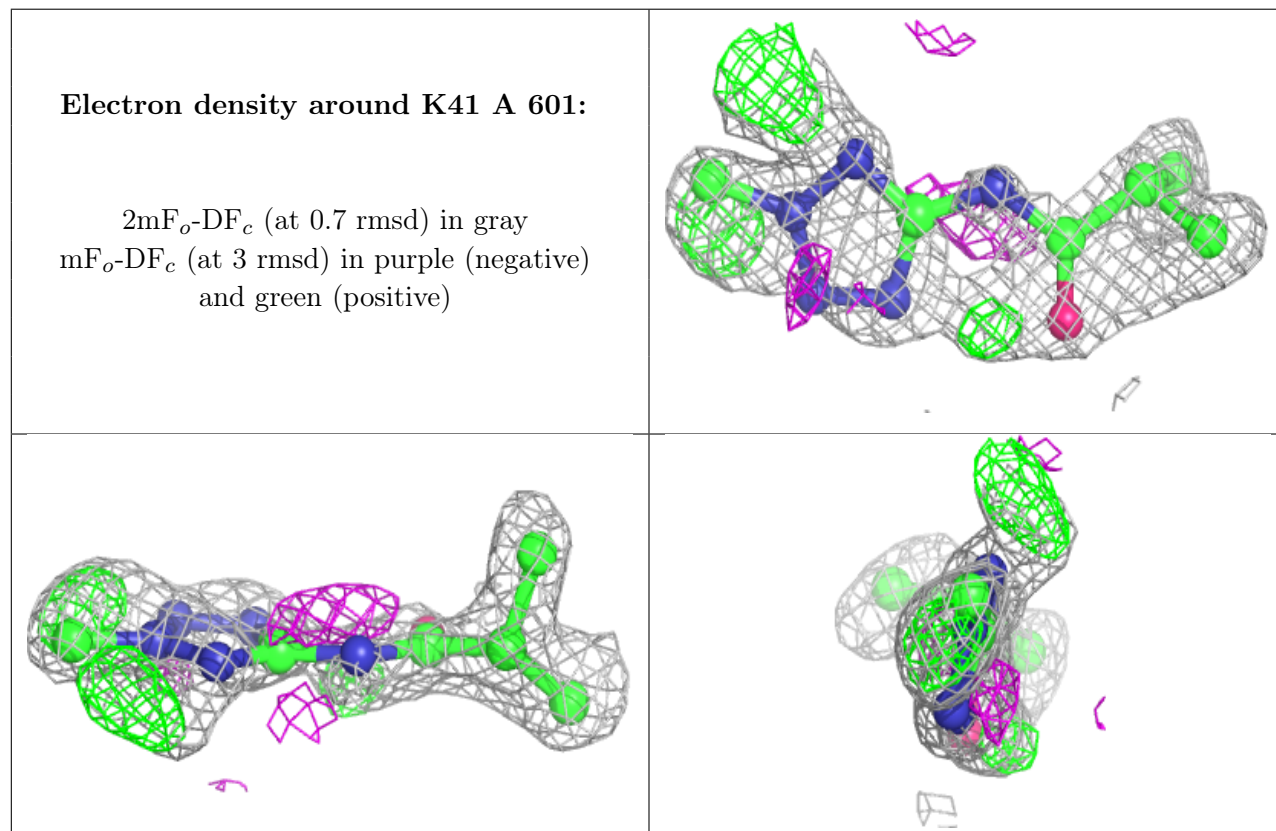 Electron density around K41 A 601:
2mFo-DFc (at 0.7 rmsd) in gray
mFo-DFc (at 3 rmsd) in purple (negative)
and green (positive)